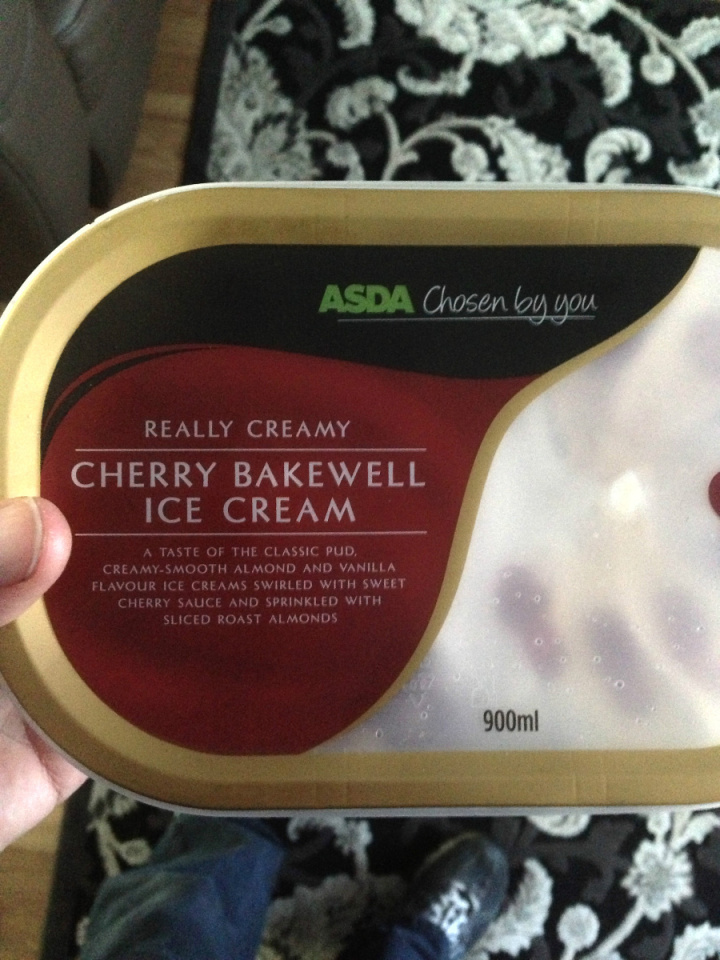 ASDA Chosen by you
REALLY CREAMY
CHERRY BAKEWELL
ICE CREAM
A TASTE OF THE CLASSIC PUD,
CREAMY-SMOOTH ALMOND AND VANILLA
FLAVOUR ICE CREAMS SWIRLED WITH SWEET
CHERRY SAUCE AND SPRINKLED WITH
SLICED ROAST ALMONDS
900ml